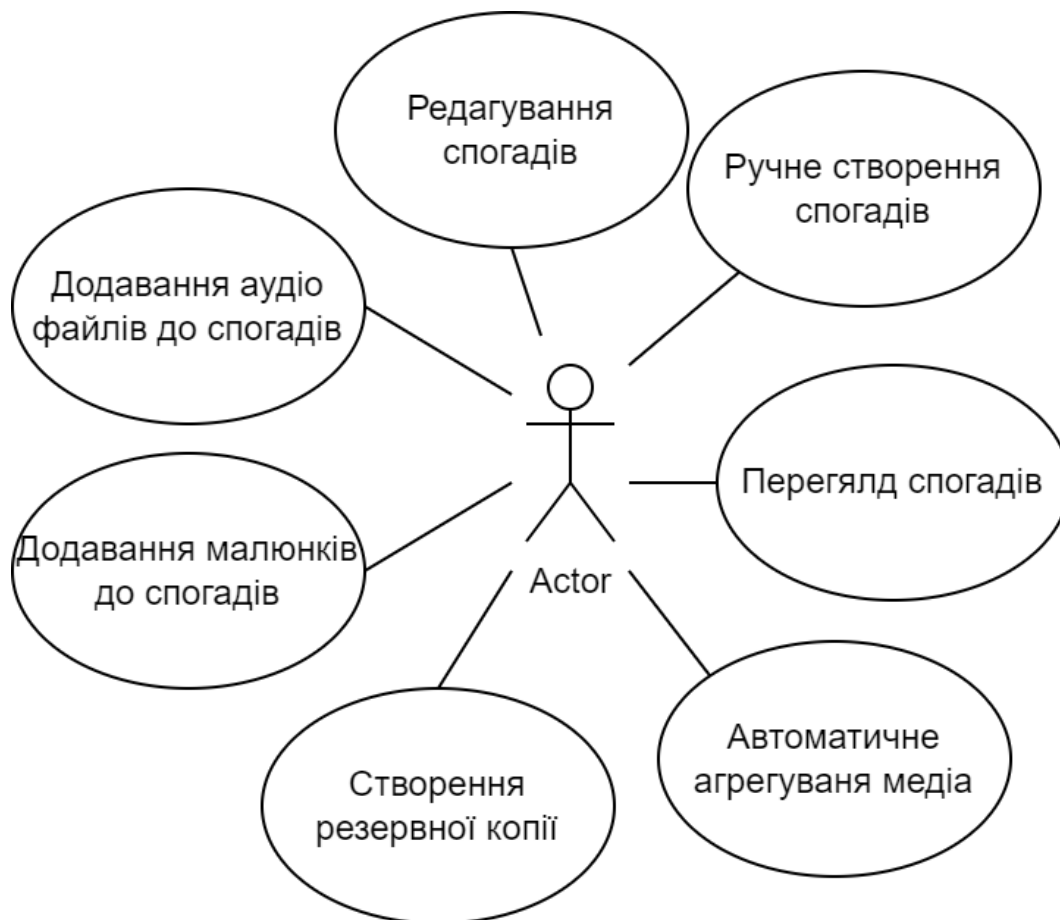 Редагування
спогадів
Ручне створення
спогадів
Додавання аудіо
файлів до спогадів
Перегялд спогадів
Додавання малюнків
до спогадів
Actor
Автоматичне
агрегуваня медіа
Створення
резервної копії